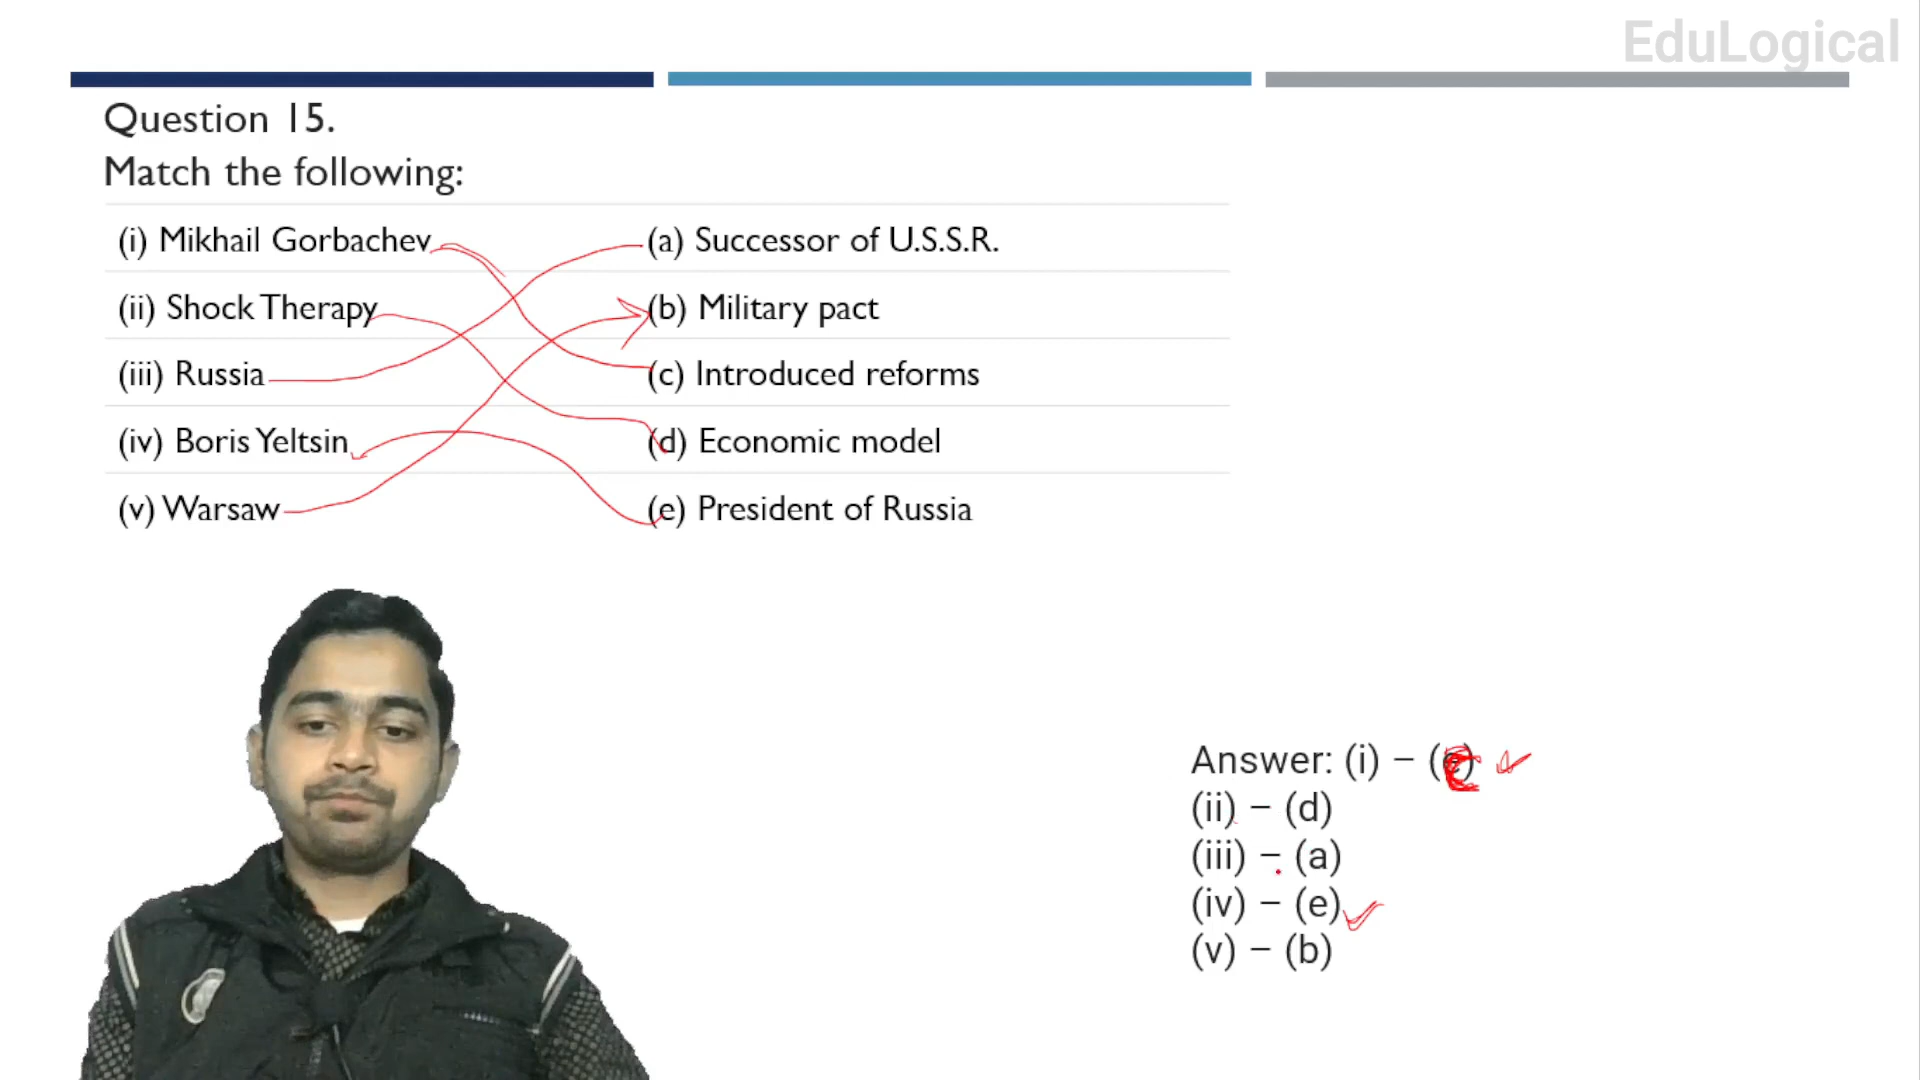 EduLogical
Question 15.
Match the following:
(i) Mikhail Gorbachev (a) Successor of U.S.S.R.
(ii) Shock Therapy (b) Military pact
(iii) Russia (c) Introduced reforms
(iv) Boris Yeltsin (d) Economic model
(v) Warsaw (e) President of Russia
Answer: (i) – (c)
(ii) – (d)
(iii) – (a)
(iv) – (e)
(v) – (b)